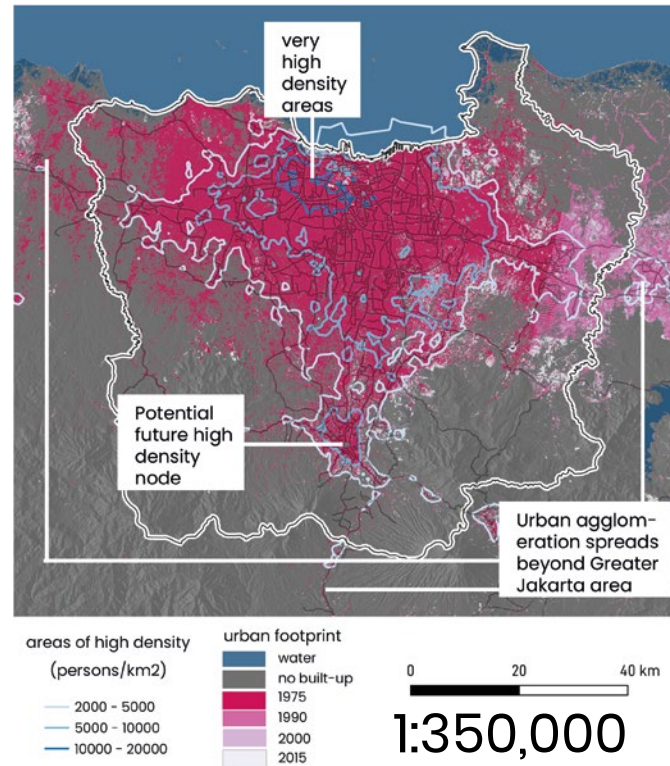 very
high
density
areas
Potential
future high
density
node
Urban agglom-
eration spreads
beyond Greater
Jakarta area
areas of high density
(persons/km2)
2000 - 5000
5000 - 10000
10000 - 20000
urban footprint
water
no built-up
1975
1990
2000
2015
0 20 40 km
1:350,000